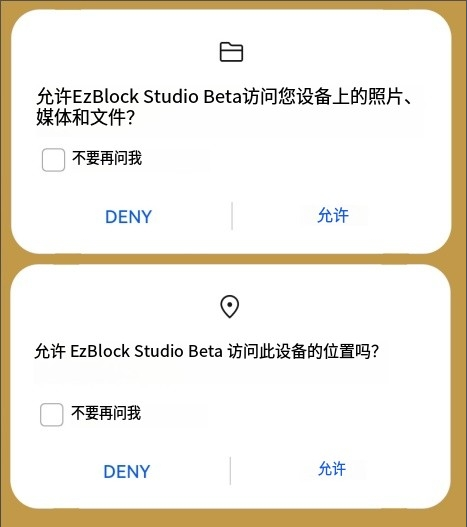 允许EzBlock Studio Beta访问您设备上的照片、
媒体和文件？
不要再问我
DENY
允许
允许 EzBlock Studio Beta 访问此设备的位置吗？
不要再问我
DENY
允许